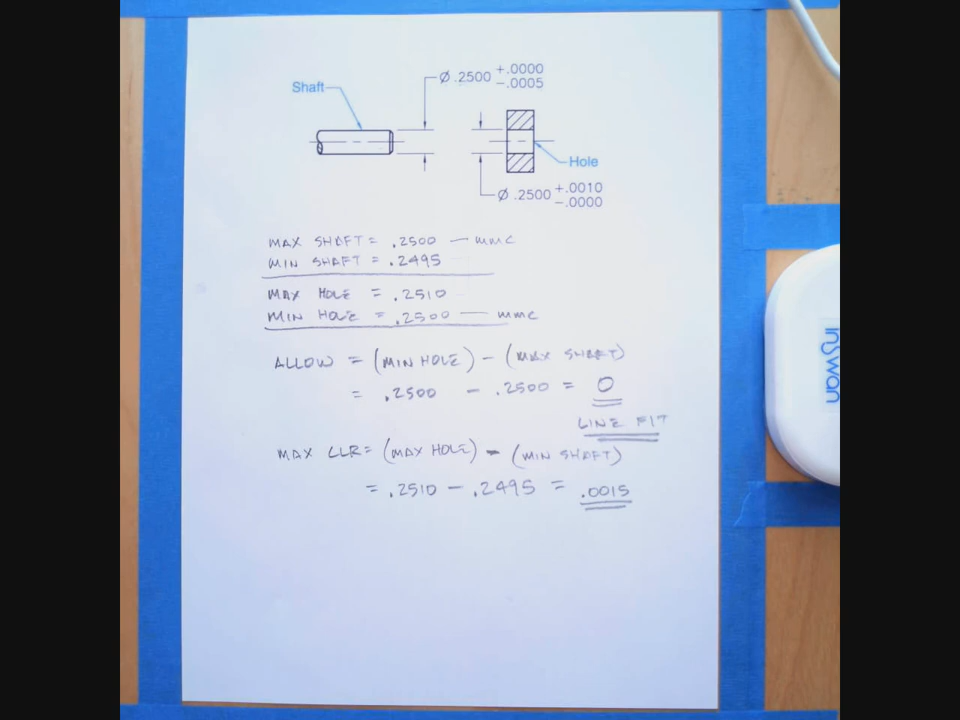 Ø .2500 +.0000
-.0005
Shaft
Hole
Ø .2500 +.0010
-.0000
MAX SHAFT = .2500 — MMC
MIN SHAFT = .2495
MAX HOLE = .2510
MIN HOLE = .2500 — MMC
ALLOW = (MIN HOLE) - (MAX SHAFT)
= .2500 - .2500 = 0
LINE FIT
MAX CLR = (MAX HOLE) - (MIN SHAFT)
= .2510 - .2495 = .0015
inswan